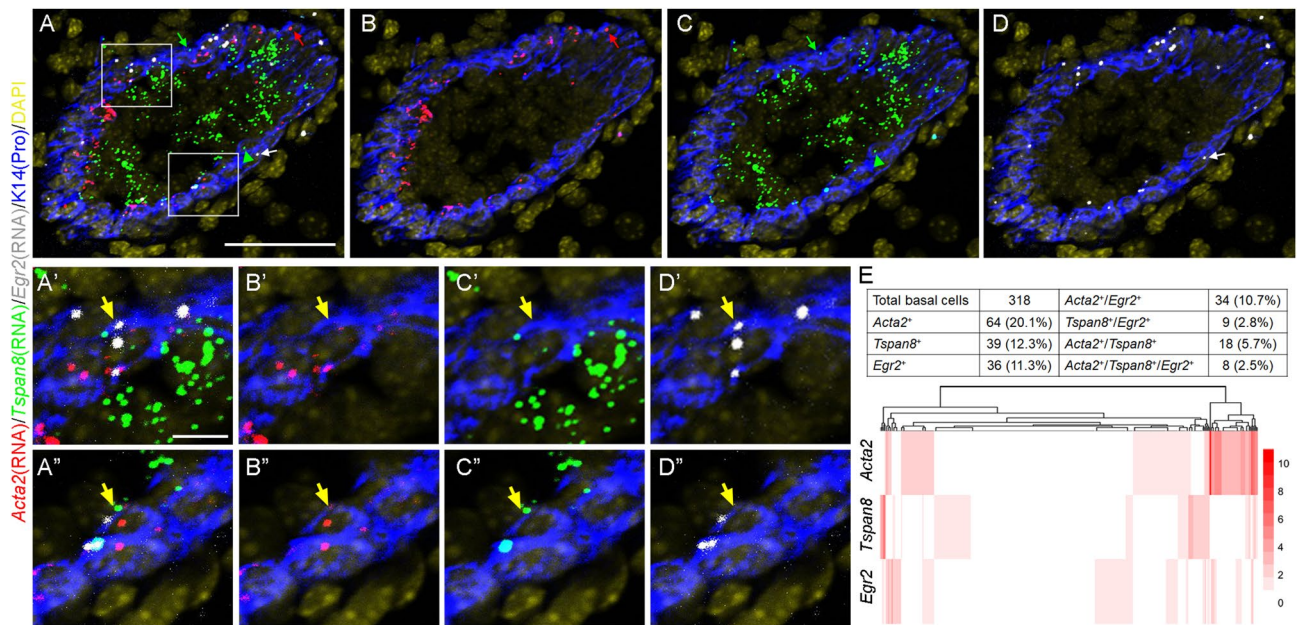 Acta2(RNA)/Tspan8(RNA)/Egr2(RNA)/K14(Pro)/DAPI
A
B
C
D
A’
B’
C’
D’
A”
B”
C”
D”
E
Total basal cells 318 Acta2⁺/Egr2⁺ 34 (10.7%)
Acta2⁺ 64 (20.1%) Tspan8⁺/Egr2⁺ 9 (2.8%)
Tspan8⁺ 39 (12.3%) Acta2⁺/Tspan8⁺ 18 (5.7%)
Egr2⁺ 36 (11.3%) Acta2⁺/Tspan8⁺/Egr2⁺ 8 (2.5%)
Acta2
Tspan8
Egr2
10
8
6
4
2
0